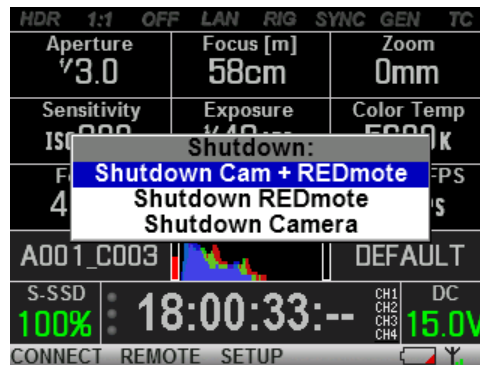 HDR 1:1 OFF LAN RIG SYNC GEN TC
Aperture Focus [m] Zoom
f/3.0 58cm 0mm
Sensitivity Exposure Color Temp
Shutdown:
Shutdown Cam + REDmote
Shutdown REDmote
Shutdown Camera
A001_C003 DEFAULT
S-SSD CH1 DC
CH2
100% 18:00:33:-- CH3 15.0V
CH4
CONNECT REMOTE SETUP